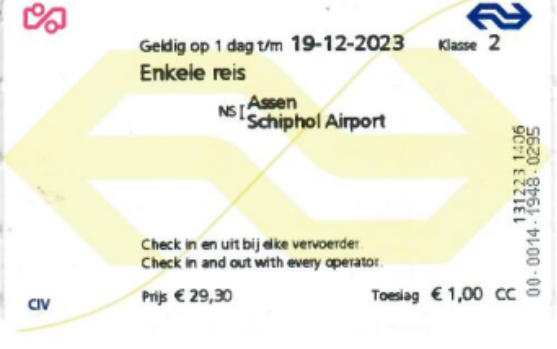 Geldig op 1 dag t/m 19-12-2023 Klasse 2
Enkele reis
NS Assen
Schiphol Airport
Check in en uit bij elke vervoerder.
Check in and out with every operator.
Prijs € 29,30 Toeslag € 1,00 CC
CIV
131223 1406
00-0014-1948-0295